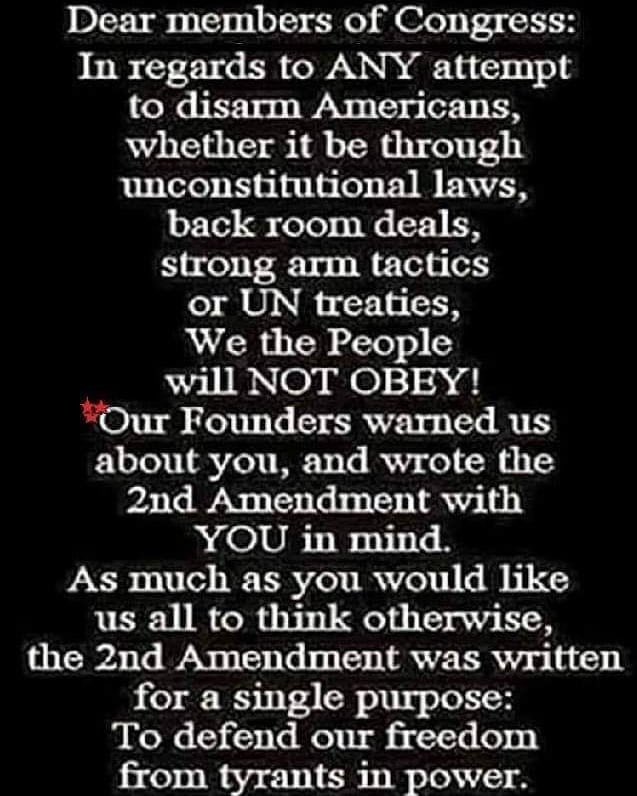 Dear members of Congress:
In regards to ANY attempt
to disarm Americans,
whether it be through
unconstitutional laws,
back room deals,
strong arm tactics
or UN treaties,
We the People
will NOT OBEY!
Our Founders warned us
about you, and wrote the
2nd Amendment with
YOU in mind.
As much as you would like
us all to think otherwise,
the 2nd Amendment was written
for a single purpose:
To defend our freedom
from tyrants in power.